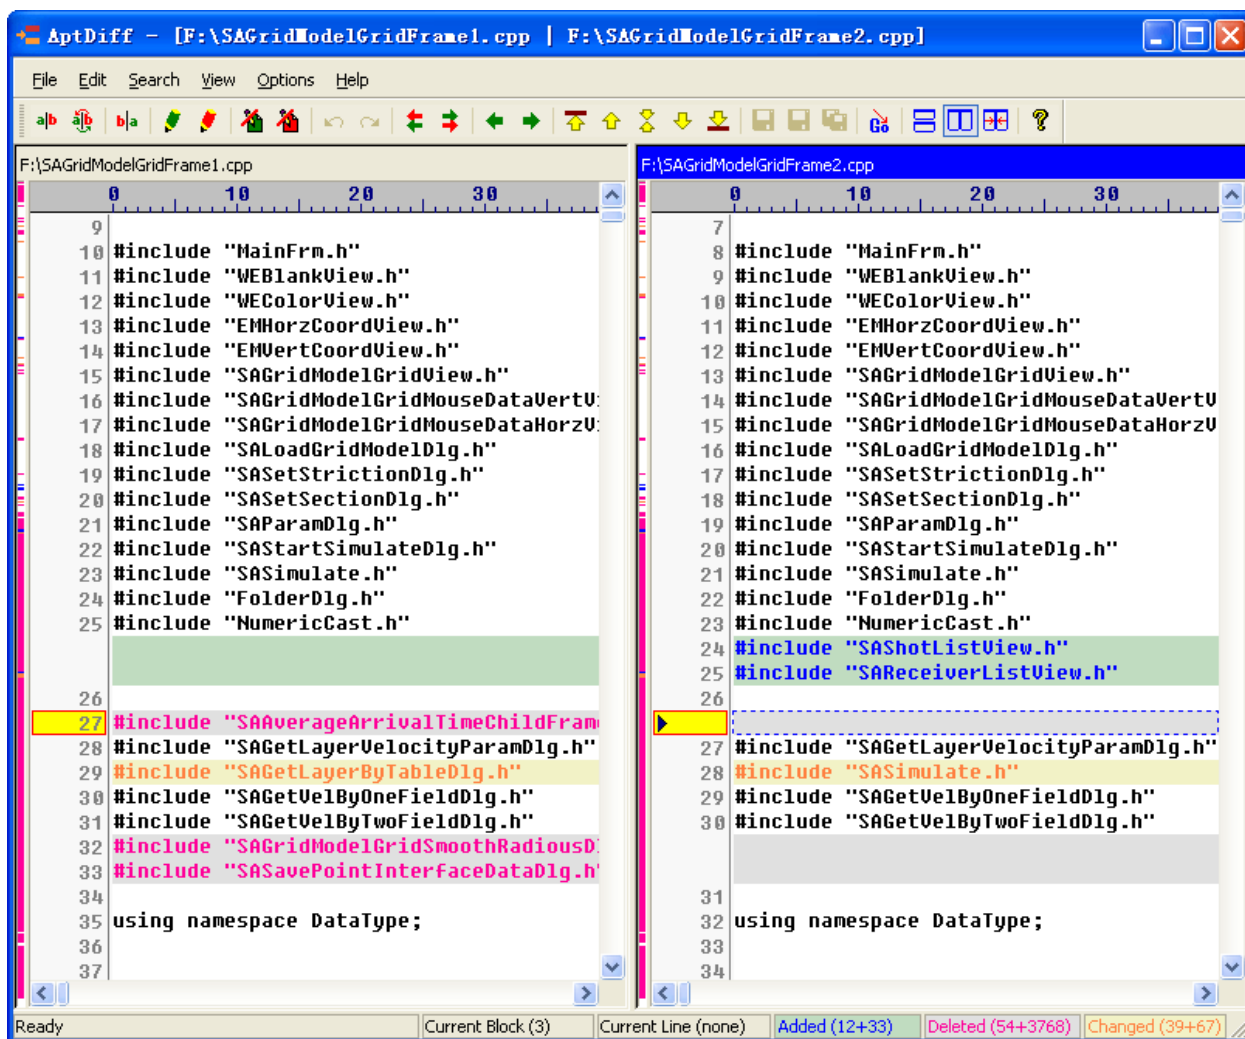 AptDiff - [F:\SAGridModelGridFrame1.cpp | F:\SAGridModelGridFrame2.cpp]
File Edit Search View Options Help
a|b a|b b|a Go ?
F:\SAGridModelGridFrame1.cpp
0 10 20 30
9
10 #include "MainFrm.h"
11 #include "WEBlankView.h"
12 #include "WEColorView.h"
13 #include "EMHorzCoordView.h"
14 #include "EMVertCoordView.h"
15 #include "SAGridModelGridView.h"
16 #include "SAGridModelGridMouseDataVertVi
17 #include "SAGridModelGridMouseDataHorzVi
18 #include "SALoadGridModelDlg.h"
19 #include "SASetStrictionDlg.h"
20 #include "SASetSectionDlg.h"
21 #include "SAParamDlg.h"
22 #include "SAStartSimulateDlg.h"
23 #include "SASimulate.h"
24 #include "FolderDlg.h"
25 #include "NumericCast.h"
26
27 #include "SAAverageArrivalTimeChildFrame
28 #include "SAGetLayerVelocityParamDlg.h"
29 #include "SAGetLayerByTableDlg.h"
30 #include "SAGetVelByOneFieldDlg.h"
31 #include "SAGetVelByTwoFieldDlg.h"
32 #include "SAGridModelGridSmoothRadiousDl
33 #include "SASavePointInterfaceDataDlg.h"
34
35 using namespace DataType;
36
37
F:\SAGridModelGridFrame2.cpp
0 10 20 30
7
8 #include "MainFrm.h"
9 #include "WEBlankView.h"
10 #include "WEColorView.h"
11 #include "EMHorzCoordView.h"
12 #include "EMVertCoordView.h"
13 #include "SAGridModelGridView.h"
14 #include "SAGridModelGridMouseDataVertV
15 #include "SAGridModelGridMouseDataHorzV
16 #include "SALoadGridModelDlg.h"
17 #include "SASetStrictionDlg.h"
18 #include "SASetSectionDlg.h"
19 #include "SAParamDlg.h"
20 #include "SAStartSimulateDlg.h"
21 #include "SASimulate.h"
22 #include "FolderDlg.h"
23 #include "NumericCast.h"
24 #include "SAShotListView.h"
25 #include "SAReceiverListView.h"
26
27 #include "SAGetLayerVelocityParamDlg.h"
28 #include "SASimulate.h"
29 #include "SAGetVelByOneFieldDlg.h"
30 #include "SAGetVelByTwoFieldDlg.h"
31
32 using namespace DataType;
33
34
Ready Current Block (3) Current Line (none) Added (12+33) Deleted (54+3768) Changed (39+67)